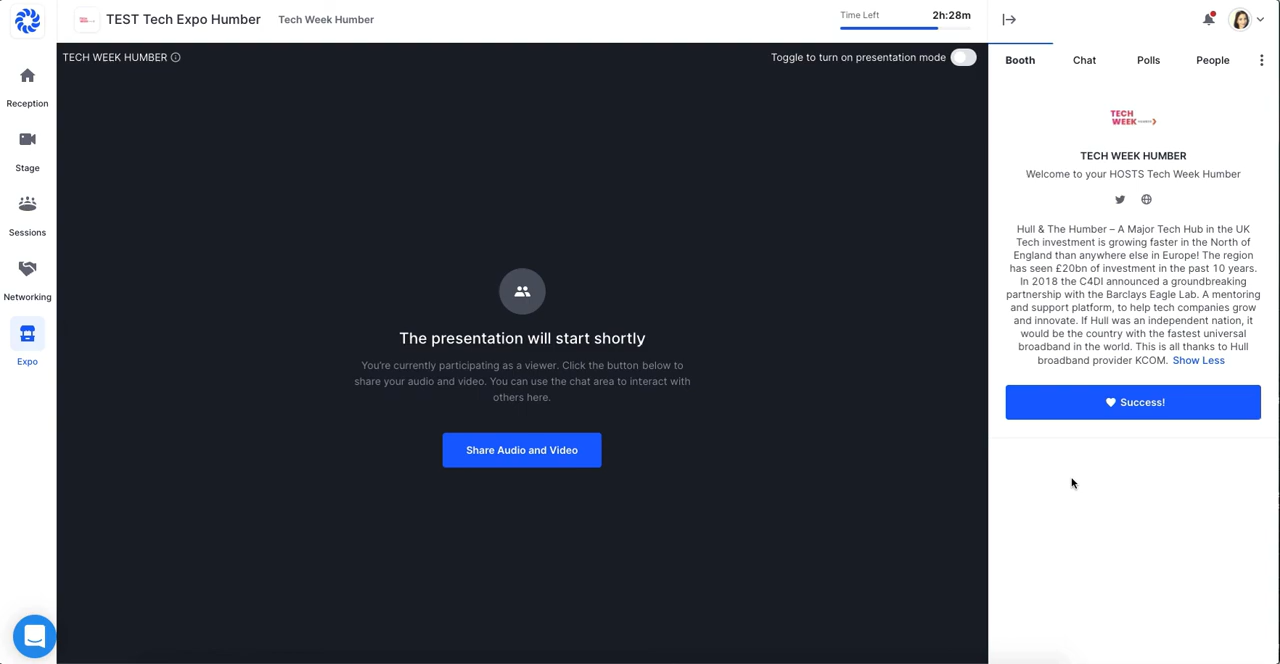 TEST Tech Expo Humber
Tech Week Humber
Time Left
2h:28m
TECH WEEK HUMBER
Toggle to turn on presentation mode
Booth
Chat
Polls
People
Reception
Stage
Sessions
Networking
Expo
The presentation will start shortly
You're currently participating as a viewer. Click the button below to
share your audio and video. You can use the chat area to interact with
others here.
Share Audio and Video
TECH
WEEK
TECH WEEK HUMBER
Welcome to your HOSTS Tech Week Humber
Hull & The Humber – A Major Tech Hub in the UK
Tech investment is growing faster in the North of
England than anywhere else in Europe! The region
has seen £20bn of investment in the past 10 years.
In 2018 the C4DI announced a groundbreaking
partnership with the Barclays Eagle Lab. A mentoring
and support platform, to help tech companies grow
and innovate. If Hull was an independent nation, it
would be the country with the fastest universal
broadband in the world. This is all thanks to Hull
broadband provider KCOM. Show Less
Success!